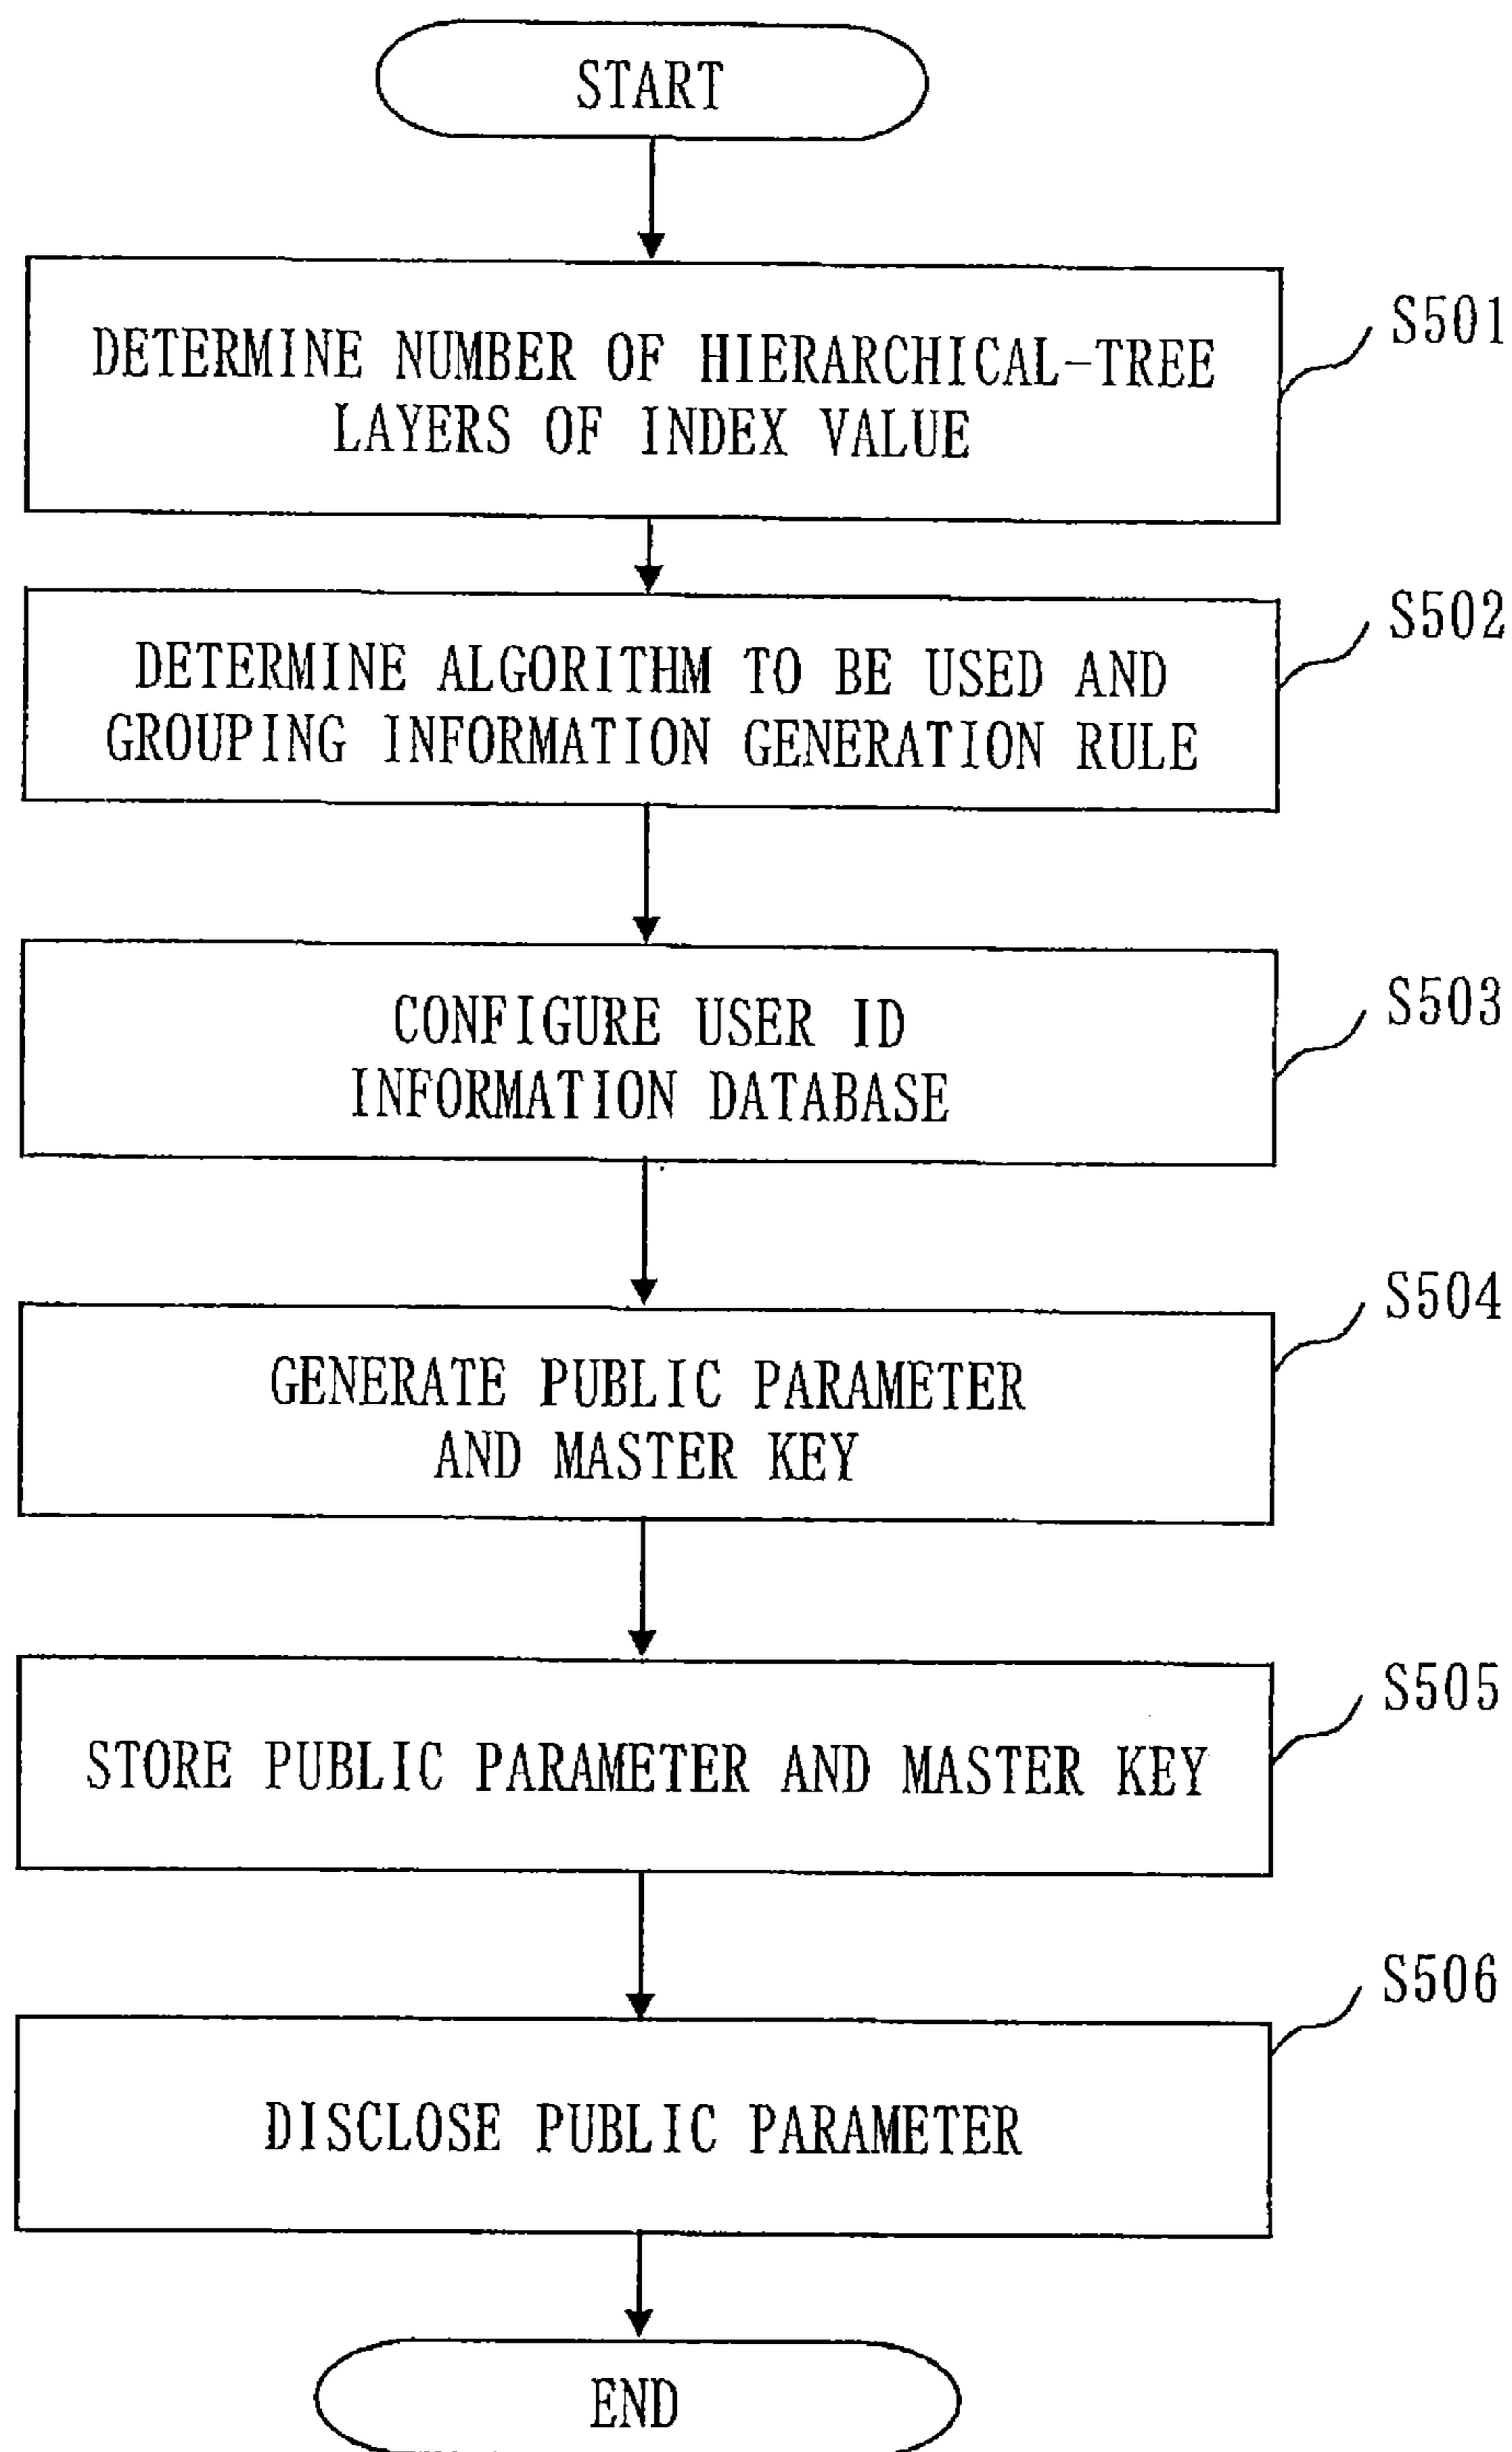 START
DETERMINE NUMBER OF HIERARCHICAL-TREE
LAYERS OF INDEX VALUE
S501
DETERMINE ALGORITHM TO BE USED AND
GROUPING INFORMATION GENERATION RULE
S502
CONFIGURE USER ID
INFORMATION DATABASE
S503
GENERATE PUBLIC PARAMETER
AND MASTER KEY
S504
STORE PUBLIC PARAMETER AND MASTER KEY
S505
DISCLOSE PUBLIC PARAMETER
S506
END